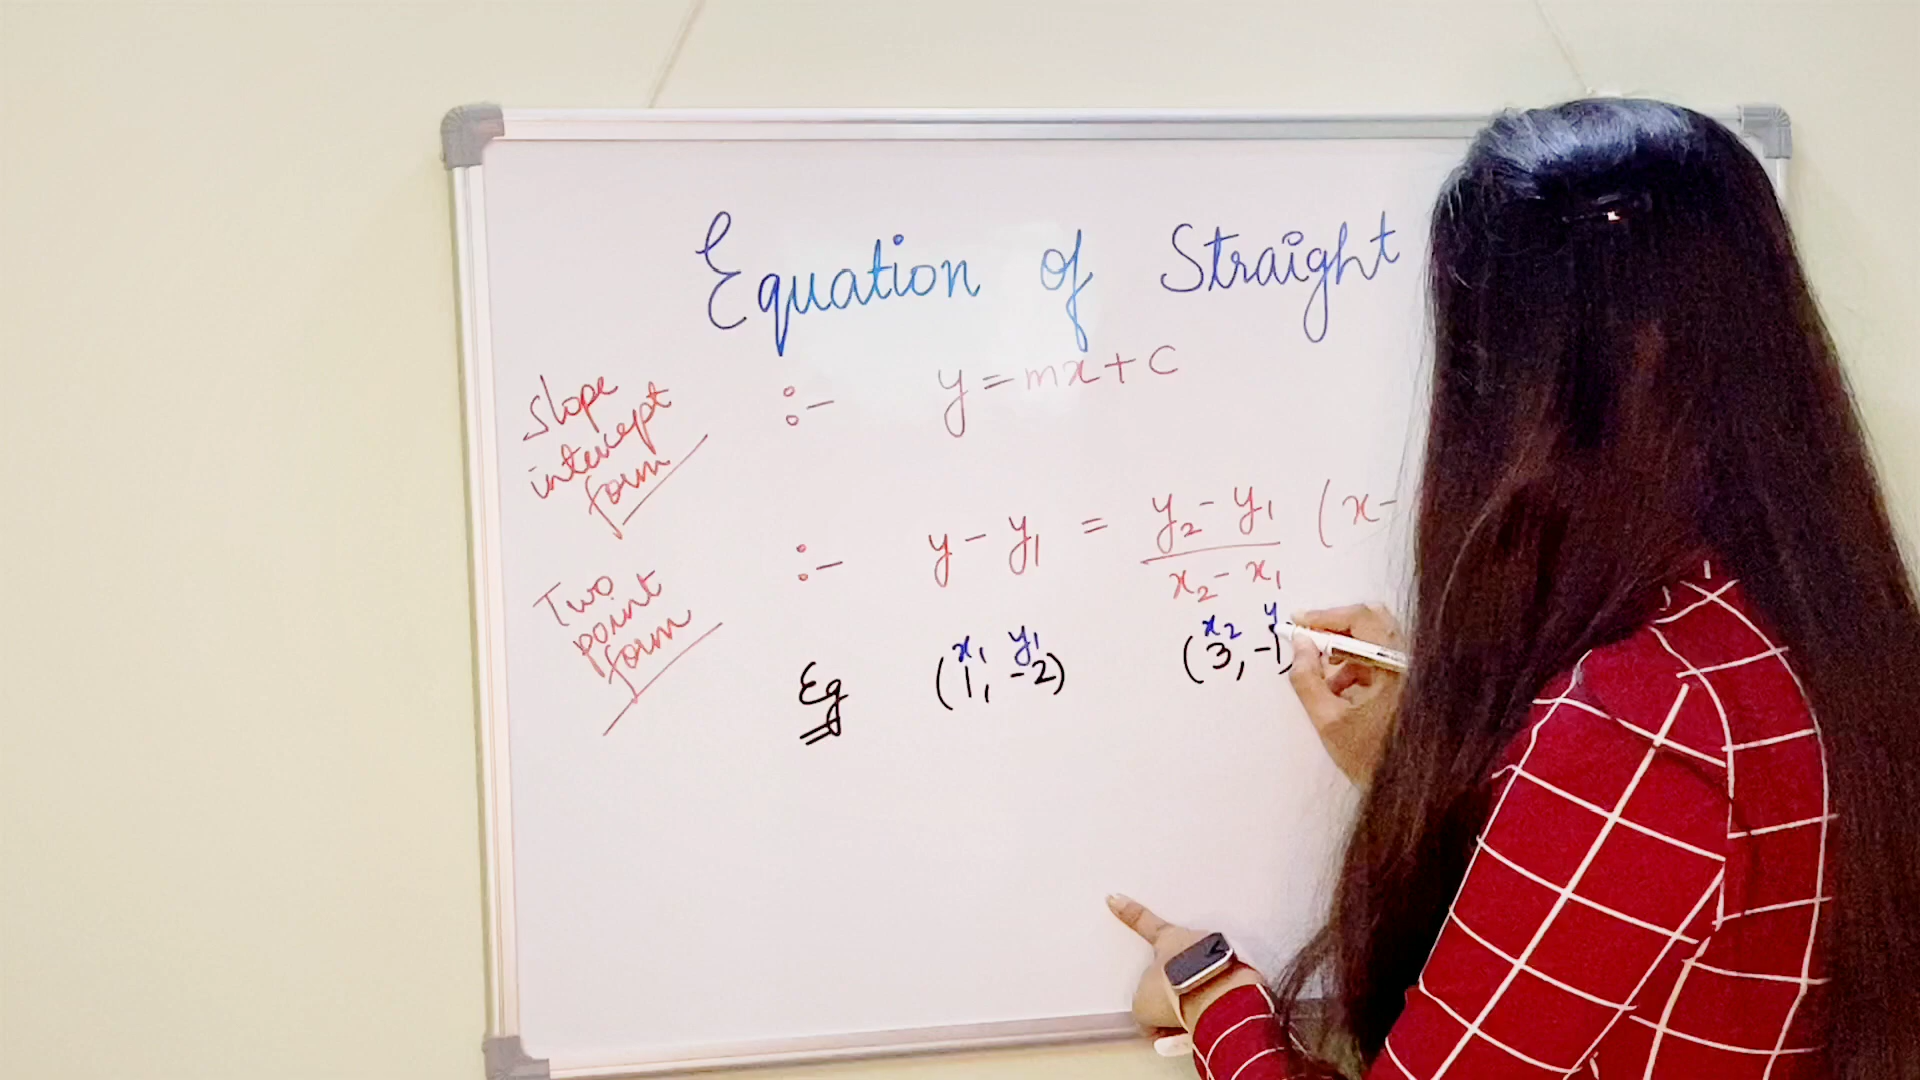 Equation of Straight
Slope intercept form :- y = mx + c
Two point form :- y - y₁ = y₂ - y₁ / x₂ - x₁ (x -
x₁ y₁ x₂ y
Eg (1, -2) (3, -1)